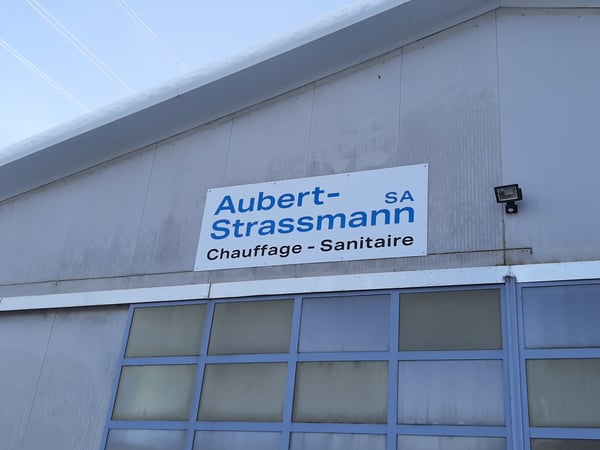 Aubert-
Strassmann SA
Chauffage - Sanitaire